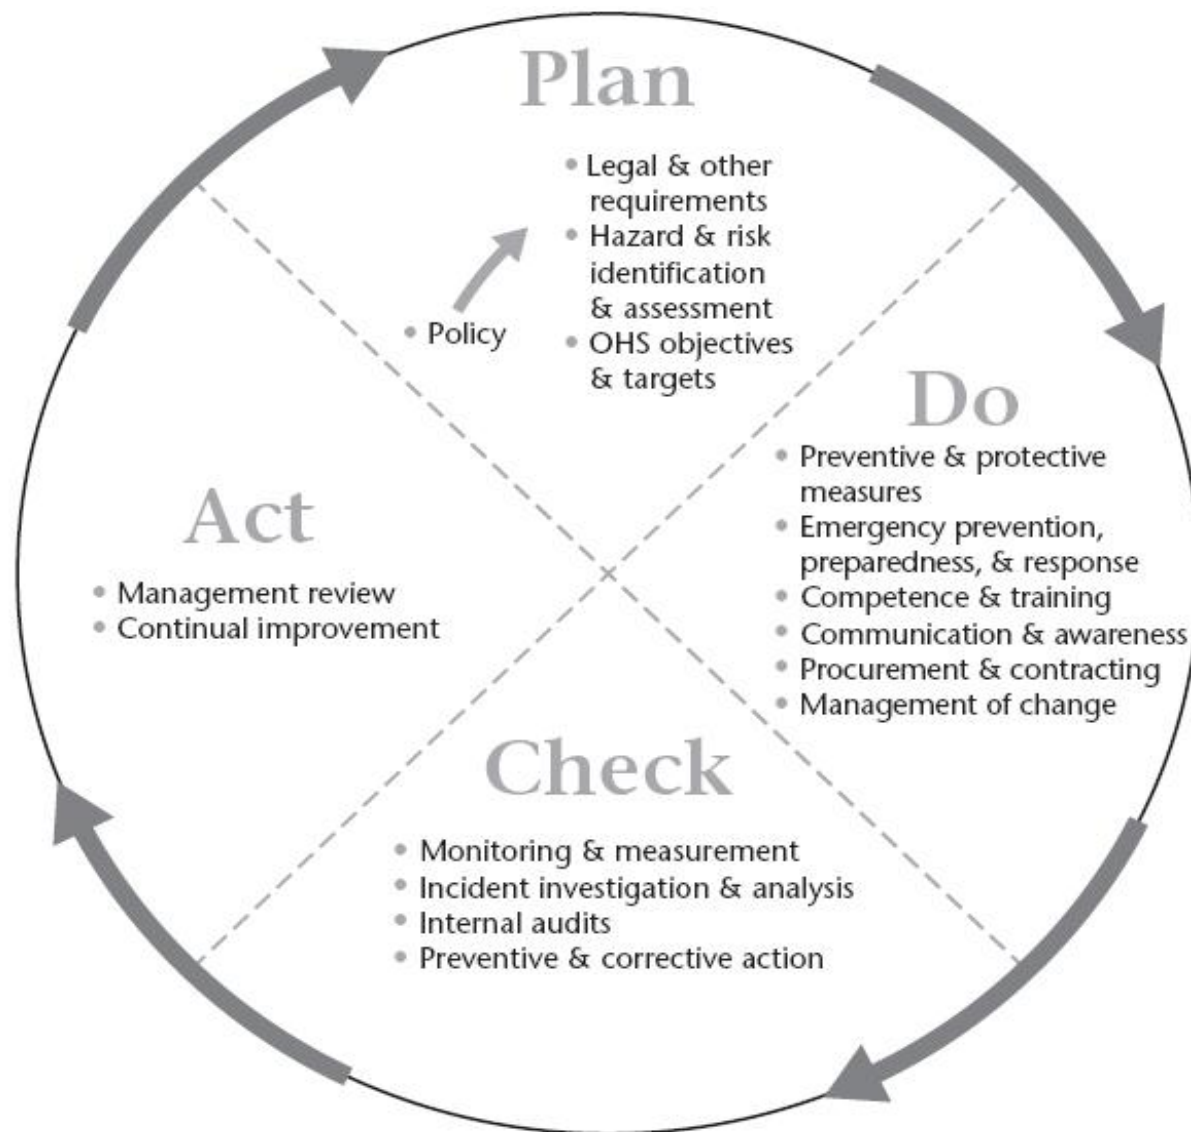 Plan
• Legal & other
requirements
• Hazard & risk
identification
& assessment
• OHS objectives
& targets
• Policy
Do
• Preventive & protective
measures
• Emergency prevention,
preparedness, & response
• Competence & training
• Communication & awareness
• Procurement & contracting
• Management of change
Check
• Monitoring & measurement
• Incident investigation & analysis
• Internal audits
• Preventive & corrective action
Act
• Management review
• Continual improvement